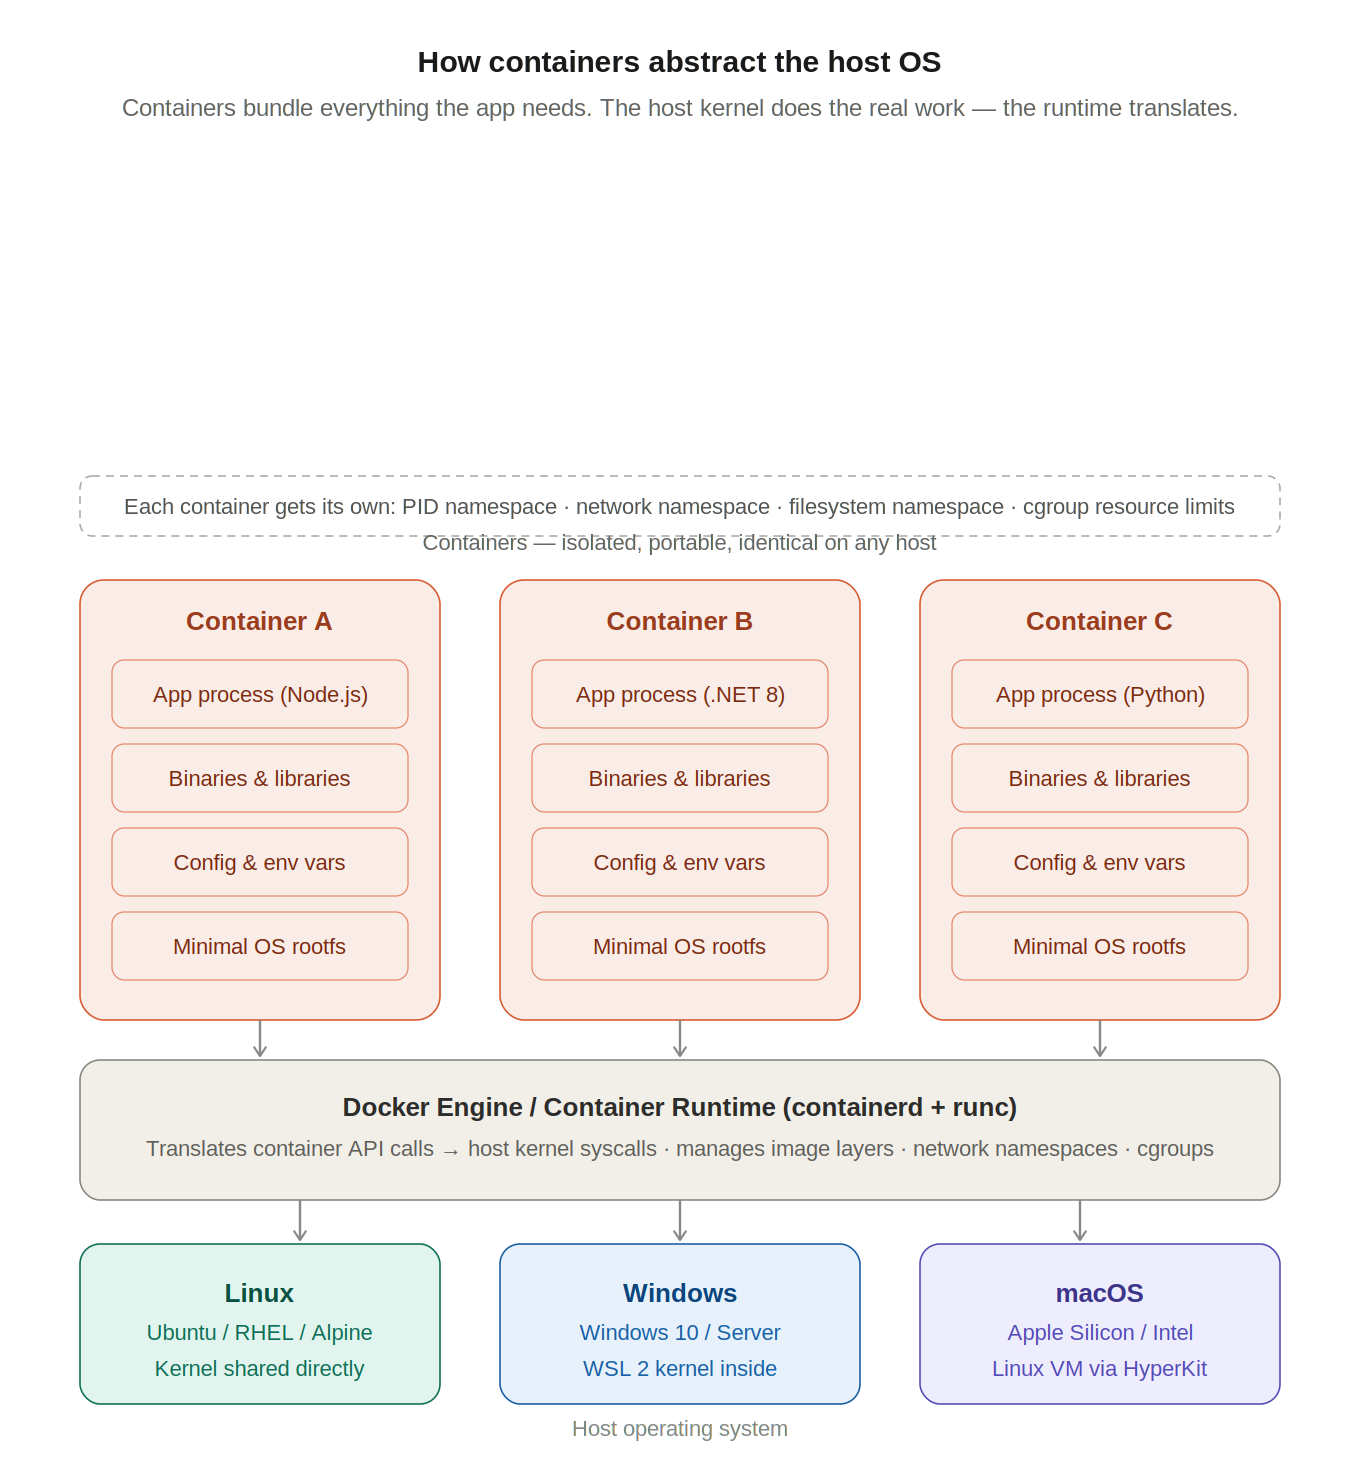 How containers abstract the host OS
Containers bundle everything the app needs. The host kernel does the real work — the runtime translates.
Each container gets its own: PID namespace · network namespace · filesystem namespace · cgroup resource limits
Containers — isolated, portable, identical on any host
Container A
App process (Node.js)
Binaries & libraries
Config & env vars
Minimal OS rootfs
Container B
App process (.NET 8)
Binaries & libraries
Config & env vars
Minimal OS rootfs
Container C
App process (Python)
Binaries & libraries
Config & env vars
Minimal OS rootfs
Docker Engine / Container Runtime (containerd + runc)
Translates container API calls → host kernel syscalls · manages image layers · network namespaces · cgroups
Linux
Ubuntu / RHEL / Alpine
Kernel shared directly
Windows
Windows 10 / Server
WSL 2 kernel inside
macOS
Apple Silicon / Intel
Linux VM via HyperKit
Host operating system